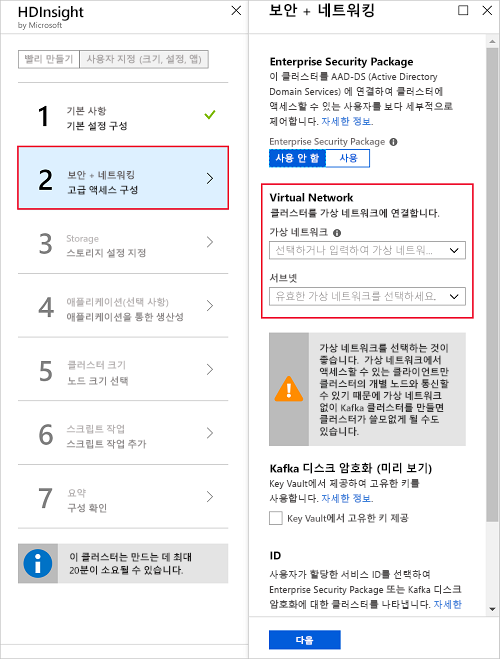 HDInsight
by Microsoft
빨리 만들기
사용자 지정 (크기, 설정, 앱)
1
기본 사항
기본 설정 구성
2
보안 + 네트워킹
고급 액세스 구성
3
Storage
스토리지 설정 지정
4
애플리케이션(선택 사항)
애플리케이션을 통한 생산성
5
클러스터 크기
노드 크기 선택
6
스크립트 작업
스크립트 작업 추가
7
요약
구성 확인
이 클러스터는 만드는 데 최대
20분이 소요될 수 있습니다.
보안 + 네트워킹
Enterprise Security Package
이 클러스터를 AAD-DS (Active Directory
Domain Services) 에 연결하여 클러스터에
액세스할 수 있는 사용자를 보다 세부적으로
제어합니다. 자세한 정보.
Enterprise Security Package
사용 안 함
사용
Virtual Network
클러스터를 가상 네트워크에 연결합니다.
가상 네트워크
선택하거나 입력하여 가상 네트워...
서브넷
유효한 가상 네트워크를 선택하세요.
가상 네트워크를 선택하는 것이
좋습니다. 가상 네트워크에서
액세스할 수 있는 클라이언트만
클러스터의 개별 노드와 통신할
수 있기 때문에 가상 네트워크
없이 Kafka 클러스터를 만들면
클러스터가 쓸모없게 될 수도
있습니다.
Kafka 디스크 암호화 (미리 보기)
Key Vault에서 제공하여 고유한 키를
사용합니다. 자세한 정보.
Key Vault에서 고유한 키 제공
ID
사용자가 할당한 서비스 ID를 선택하여
Enterprise Security Package 또는 Kafka 디스크
암호화에 대한 클러스터를 나타냅니다. 자세한
다음